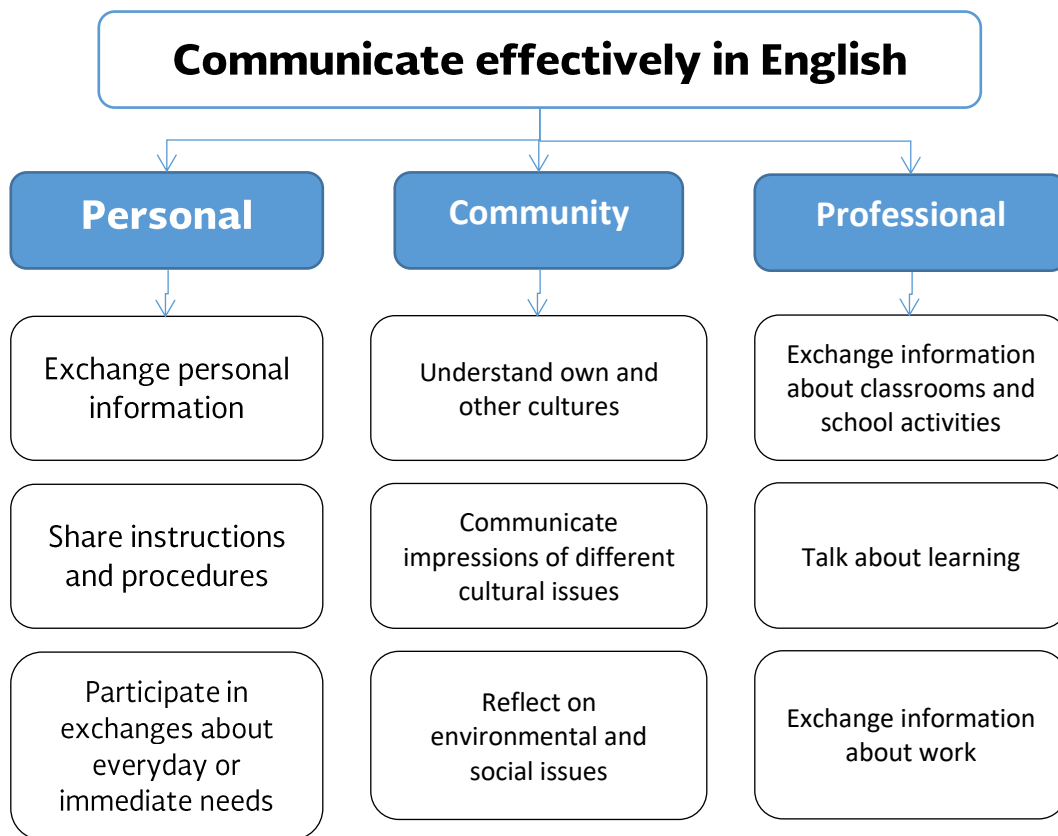 Communicate effectively in English
Personal
Community
Professional
Exchange personal
information
Understand own and
other cultures
Exchange information
about classrooms and
school activities
Share instructions
and procedures
Communicate
impressions of different
cultural issues
Talk about learning
Participate in
exchanges about
everyday or
immediate needs
Reflect on
environmental and
social issues
Exchange information
about work